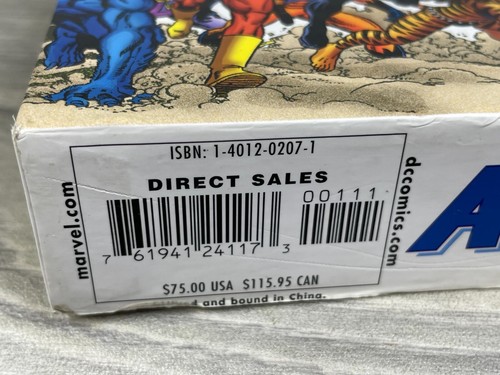 ISBN: 1-4012-0207-1
DIRECT SALES
00111
7 61941 24117 3
$75.00 USA $115.95 CAN
and bound in China.
marvel.com
dccomics.com
A